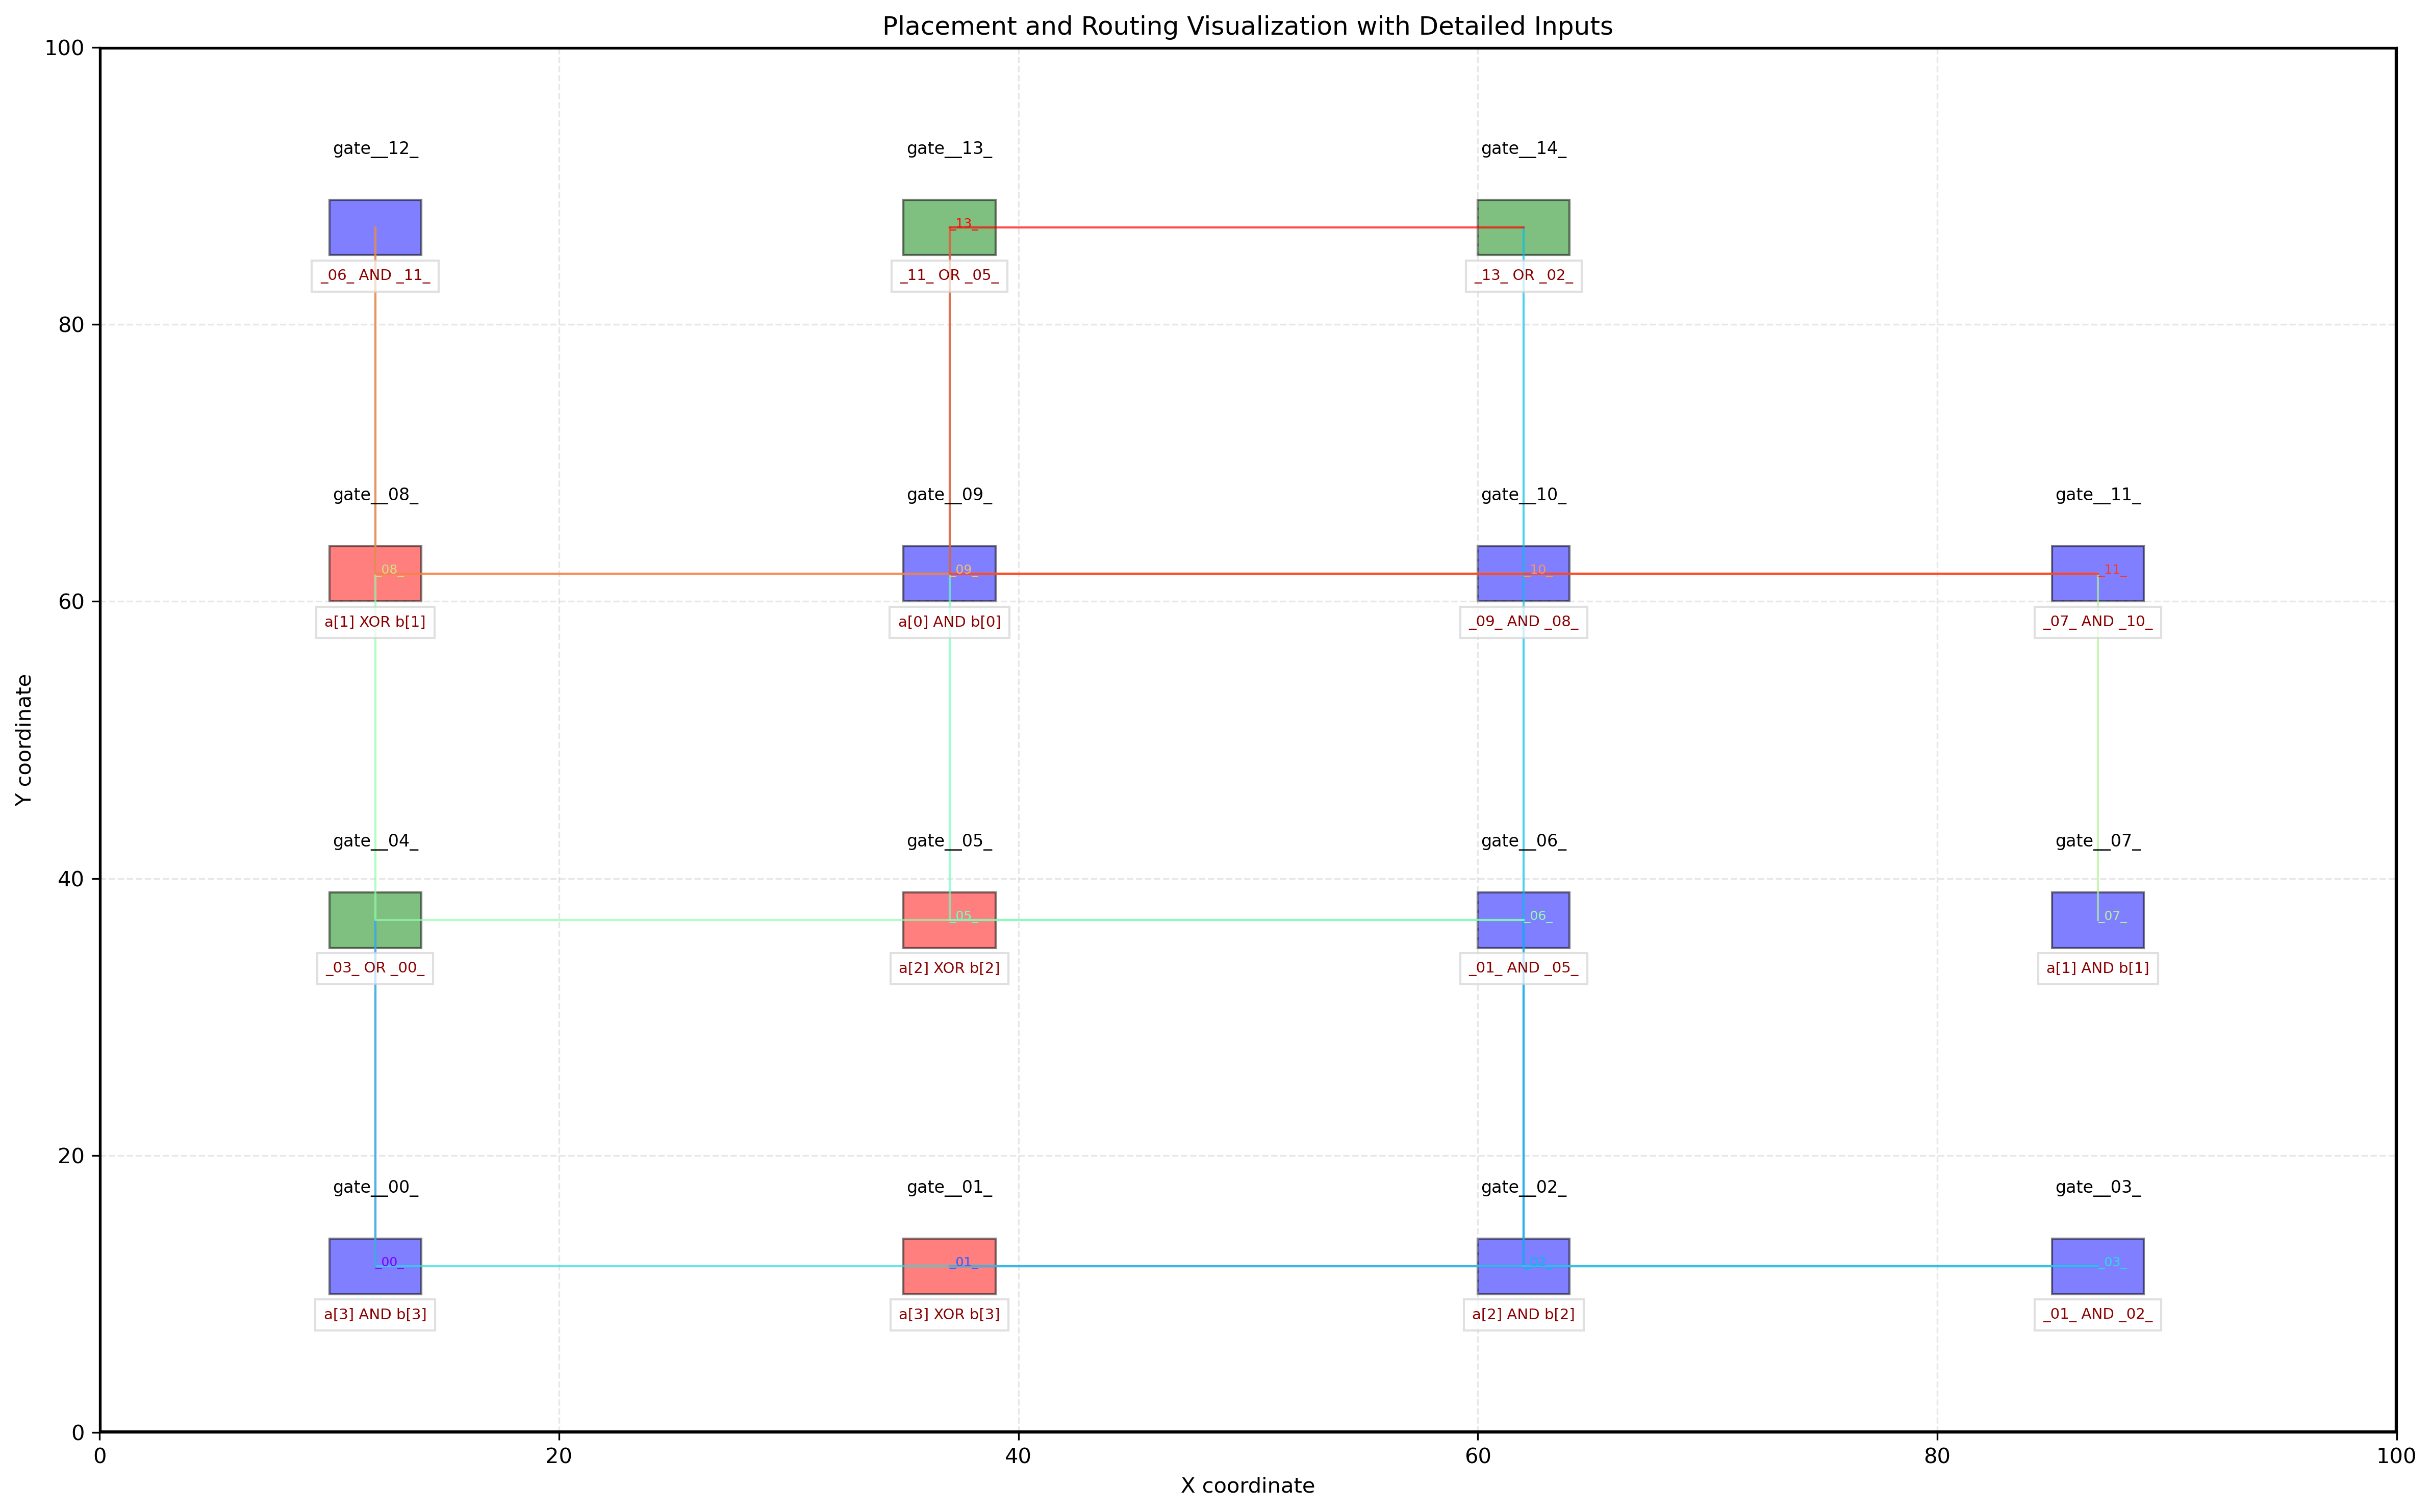 Placement and Routing Visualization with Detailed Inputs
100
gate__12_
gate__13_
gate__14_
_13_
_06_ AND _11_
_11_ OR _05_
_13_ OR _02_
80
gate__08_
gate__09_
gate__10_
gate__11_
_08_
_09_
_10_
_11_
60
a[1] XOR b[1]
a[0] AND b[0]
_09_ AND _08_
_07_ AND _10_
Y coordinate
gate__04_
gate__05_
gate__06_
gate__07_
40
_05_
_06_
_07_
_03_ OR _00_
a[2] XOR b[2]
_01_ AND _05_
a[1] AND b[1]
20
gate__00_
gate__01_
gate__02_
gate__03_
_00_
_01_
_02_
_03_
a[3] AND b[3]
a[3] XOR b[3]
a[2] AND b[2]
_01_ AND _02_
0
0
20
40
60
80
100
X coordinate